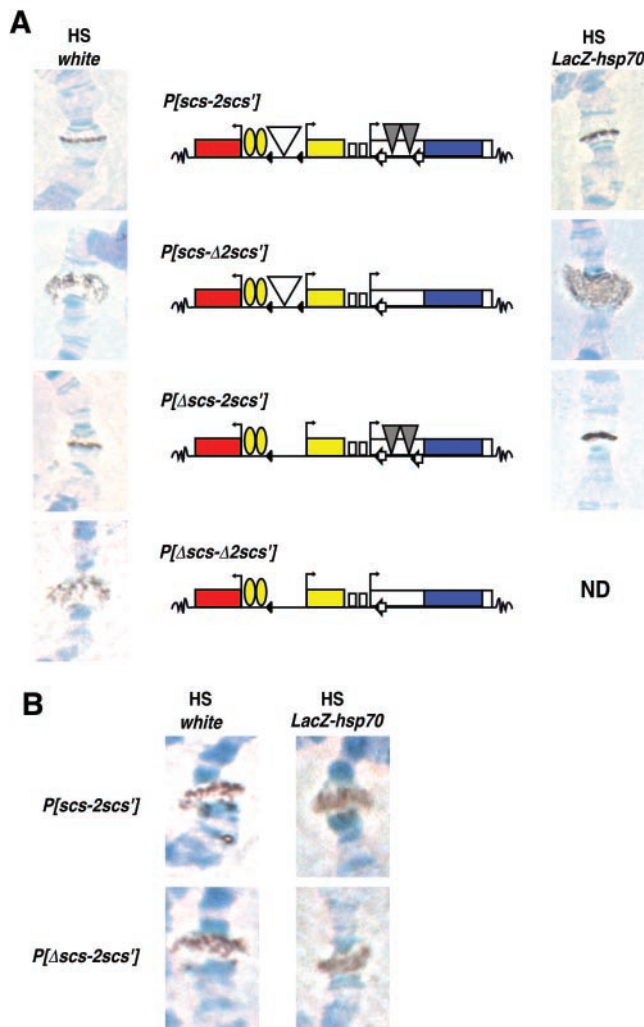 A
HS
white
HS
LacZ-hsp70
P[scs-2scs']
P[scs-Δ2scs']
P[Δscs-2scs']
P[Δscs-Δ2scs']
ND
B
HS
white
HS
LacZ-hsp70
P[scs-2scs']
P[Δscs-2scs']